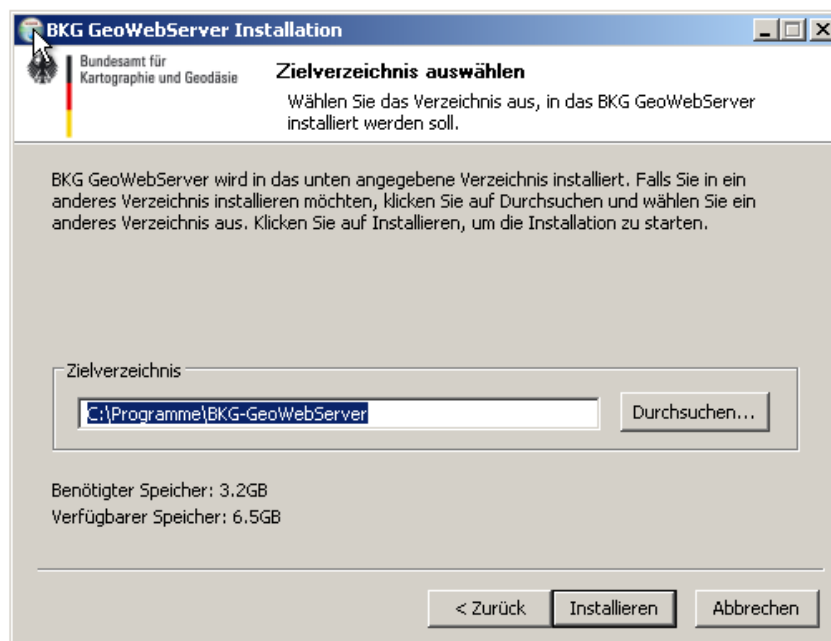 BKG GeoWebServer Installation
Bundesamt für
Kartographie und Geodäsie
Zielverzeichnis auswählen
Wählen Sie das Verzeichnis aus, in das BKG GeoWebServer
installiert werden soll.
BKG GeoWebServer wird in das unten angegebene Verzeichnis installiert. Falls Sie in ein
anderes Verzeichnis installieren möchten, klicken Sie auf Durchsuchen und wählen Sie ein
anderes Verzeichnis aus. Klicken Sie auf Installieren, um die Installation zu starten.
Zielverzeichnis
C:\Programme\BKG-GeoWebServer
Durchsuchen...
Benötigter Speicher: 3.2GB
Verfügbarer Speicher: 6.5GB
< Zurück
Installieren
Abbrechen